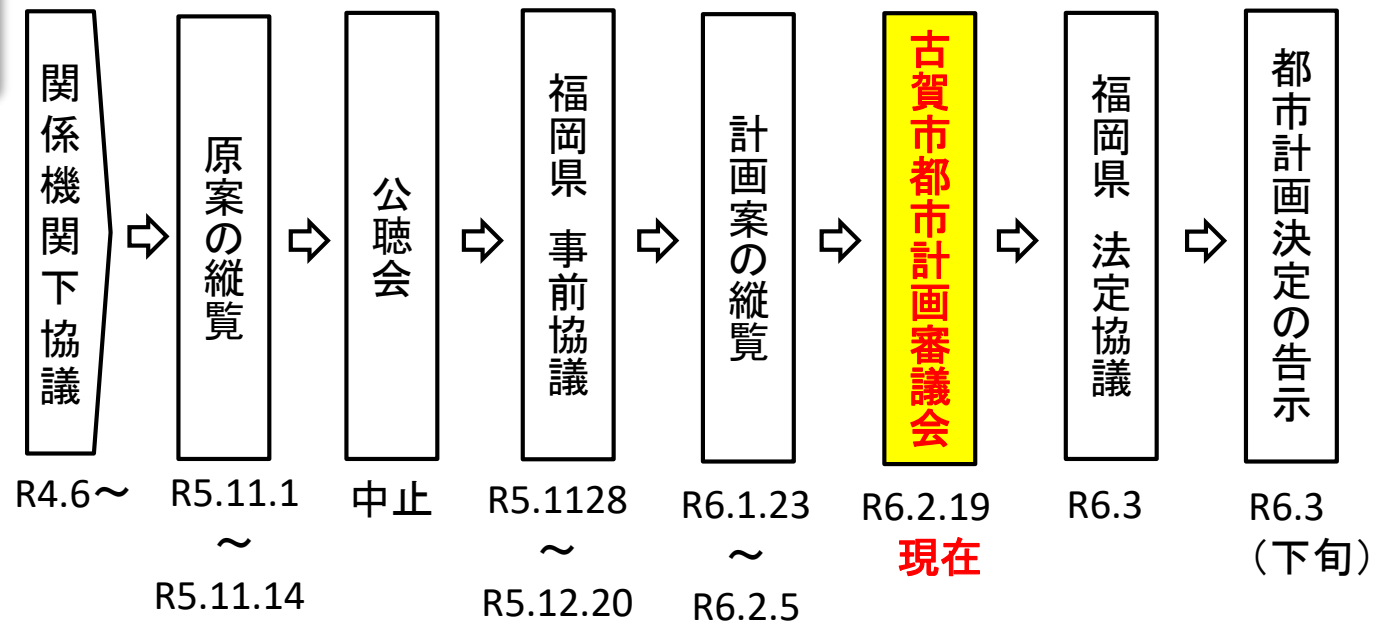 関係機関下協議
原案の縦覧
公聴会
福岡県 事前協議
計画案の縦覧
古賀市都市計画審議会
福岡県 法定協議
都市計画決定の告示
R4.6～
R5.11.1
～
R5.11.14
中止
R5.1128
～
R5.12.20
R6.1.23
～
R6.2.5
R6.2.19
現在
R6.3
R6.3
（下旬）